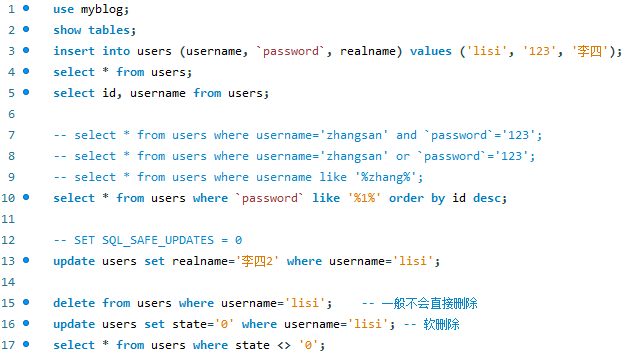 1 use myblog;
2 show tables;
3 insert into users (username, `password`, realname) values ('lisi', '123', '李四');
4 select * from users;
5 select id, username from users;
6
7 -- select * from users where username='zhangsan' and `password`='123';
8 -- select * from users where username='zhangsan' or `password`='123';
9 -- select * from users where username like '%zhang%';
10 select * from users where `password` like '%1%' order by id desc;
11
12 -- SET SQL_SAFE_UPDATES = 0
13 update users set realname='李四2' where username='lisi';
14
15 delete from users where username='lisi'; -- 一般不会直接删除
16 update users set state='0' where username='lisi'; -- 软删除
17 select * from users where state <> '0';